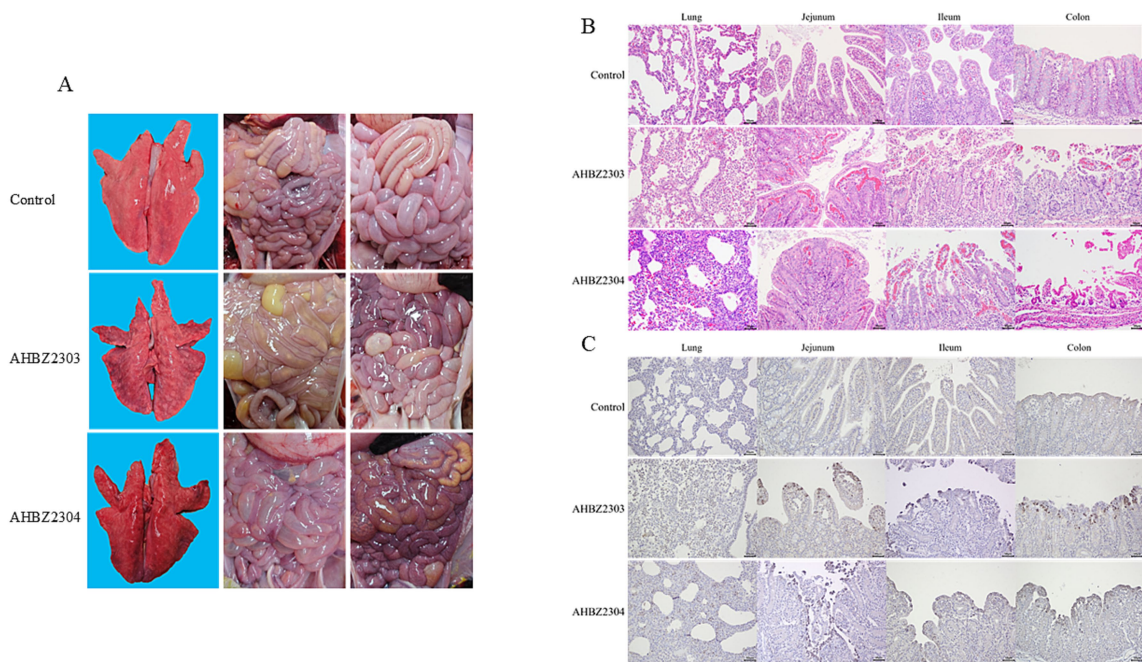 A
Control
AHBZ2303
AHBZ2304
B
Lung Jejunum Ileum Colon
Control
AHBZ2303
AHBZ2304
C
Lung Jejunum Ileum Colon
Control
AHBZ2303
AHBZ2304